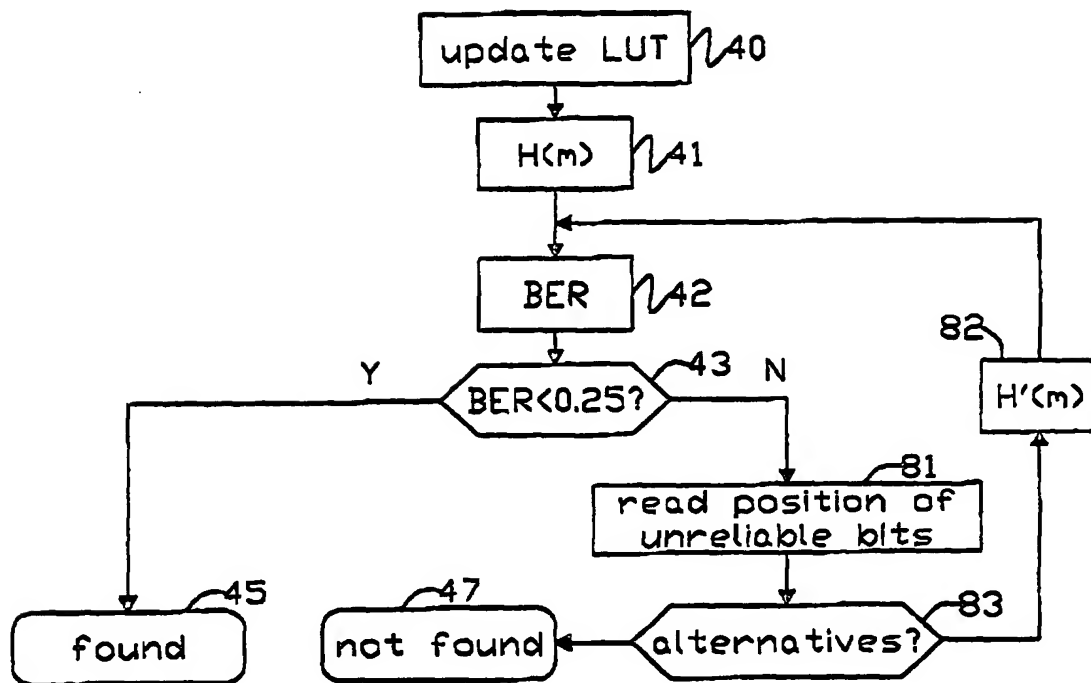 update LUT
40
H(m)
41
BER
42
82
Y
BER<0.25?
43
N
H'(m)
81
read position of
unreliable bits
45
47
83
found
not found
alternatives?